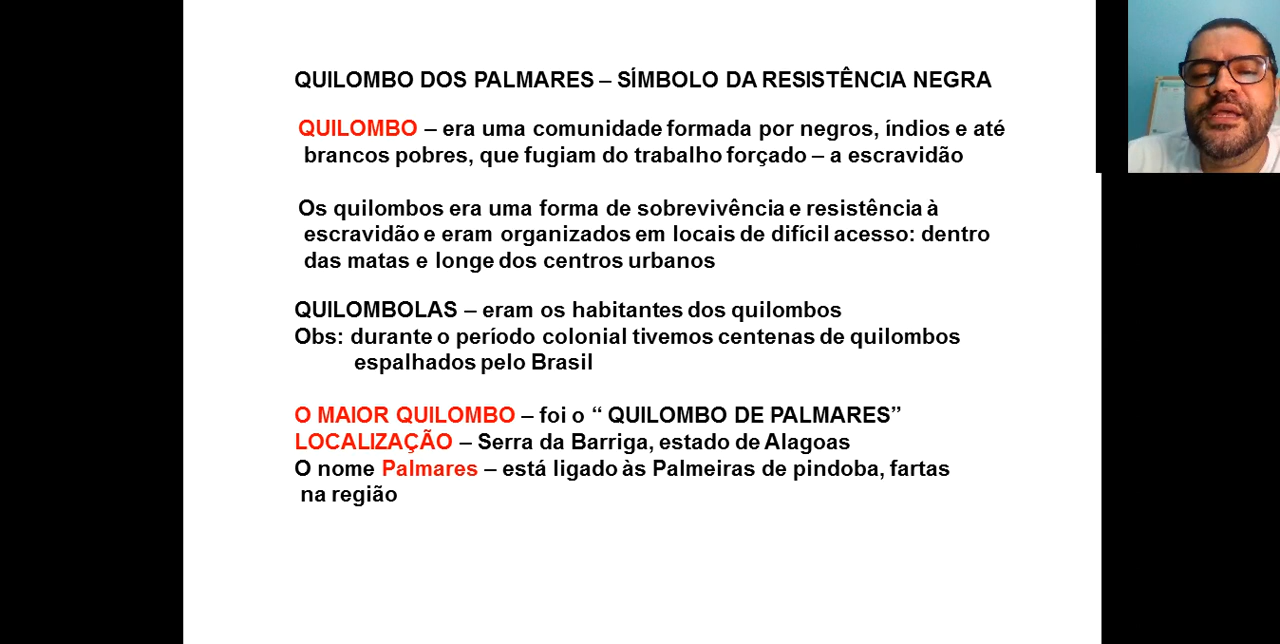 QUILOMBO DOS PALMARES – SÍMBOLO DA RESISTÊNCIA NEGRA
QUILOMBO – era uma comunidade formada por negros, índios e até
brancos pobres, que fugiam do trabalho forçado – a escravidão
Os quilombos era uma forma de sobrevivência e resistência à
escravidão e eram organizados em locais de difícil acesso: dentro
das matas e longe dos centros urbanos
QUILOMBOLAS – eram os habitantes dos quilombos
Obs: durante o período colonial tivemos centenas de quilombos
espalhados pelo Brasil
O MAIOR QUILOMBO – foi o “ QUILOMBO DE PALMARES”
LOCALIZAÇÃO – Serra da Barriga, estado de Alagoas
O nome Palmares – está ligado às Palmeiras de pindoba, fartas
na região